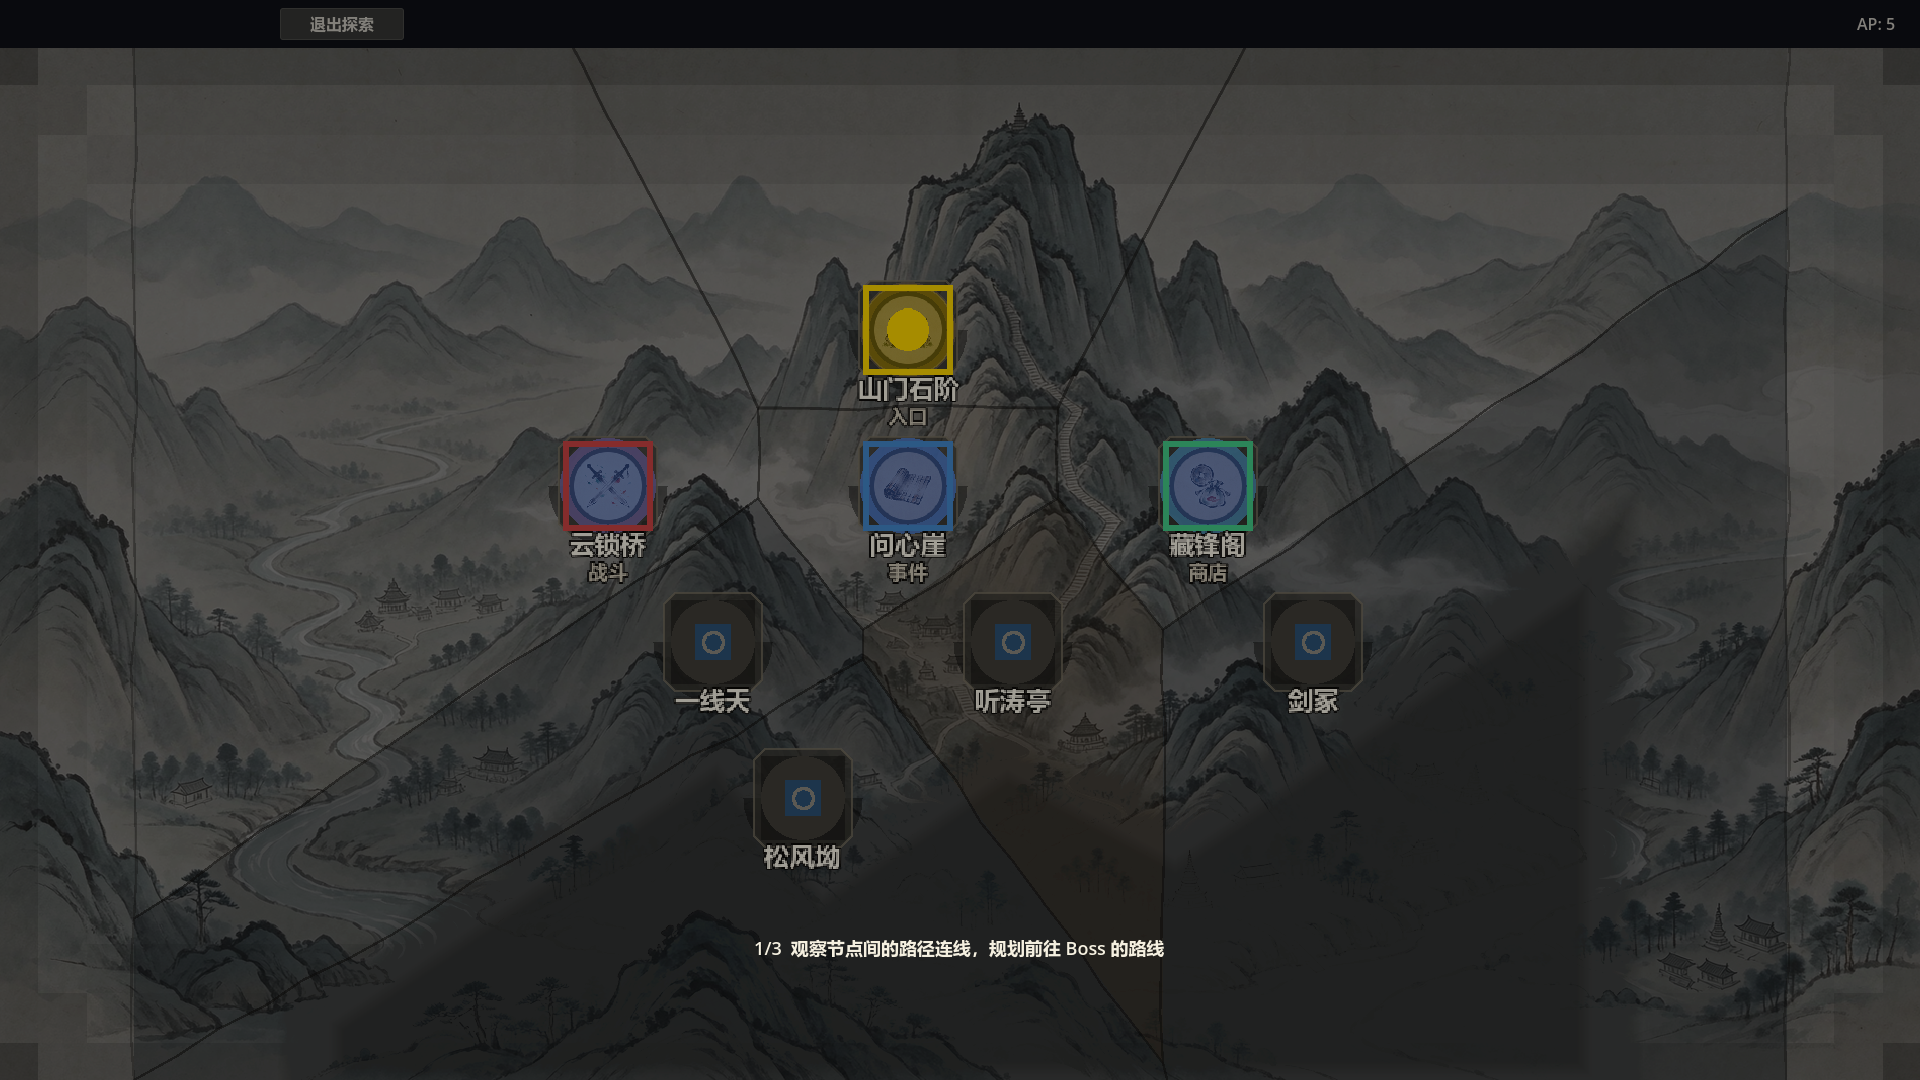 退出探索
AP: 5
山门石阶
入口
云锁桥
战斗
问心崖
事件
藏锋阁
商店
一线天
听涛亭
剑冢
松风坳
1/3 观察节点间的路径连线，规划前往 Boss 的路线